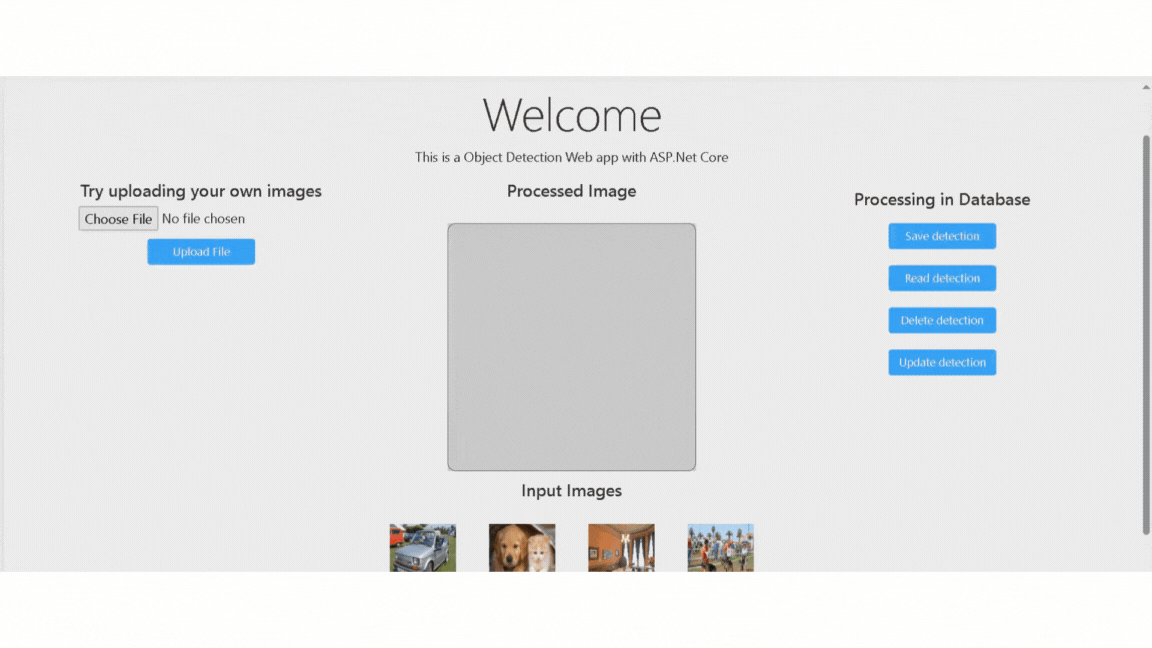 Welcome
This is a Object Detection Web app with ASP.Net Core
Try uploading your own images
Choose File No file chosen
Upload File
Processed Image
Input Images
Processing in Database
Save detection
Read detection
Delete detection
Update detection